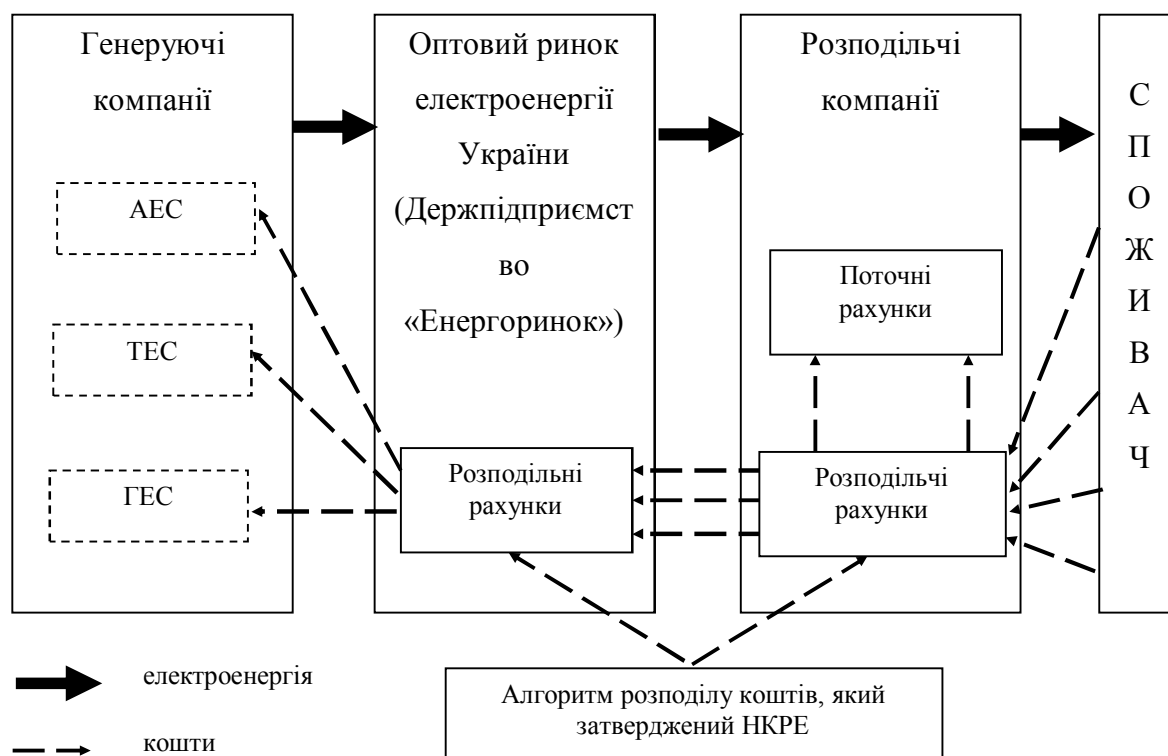 Генеруючі
компанії
АЕС
ТЕС
ГЕС
Оптовий ринок
електроенергії
України
(Держпідприємст
во
«Енергоринок»)
Розподільні
рахунки
Розподільчі
компанії
Поточні
рахунки
Розподільчі
рахунки
С
П
О
Ж
И
В
А
Ч
електроенергія
кошти
Алгоритм розподілу коштів, який
затверджений НКРЕ